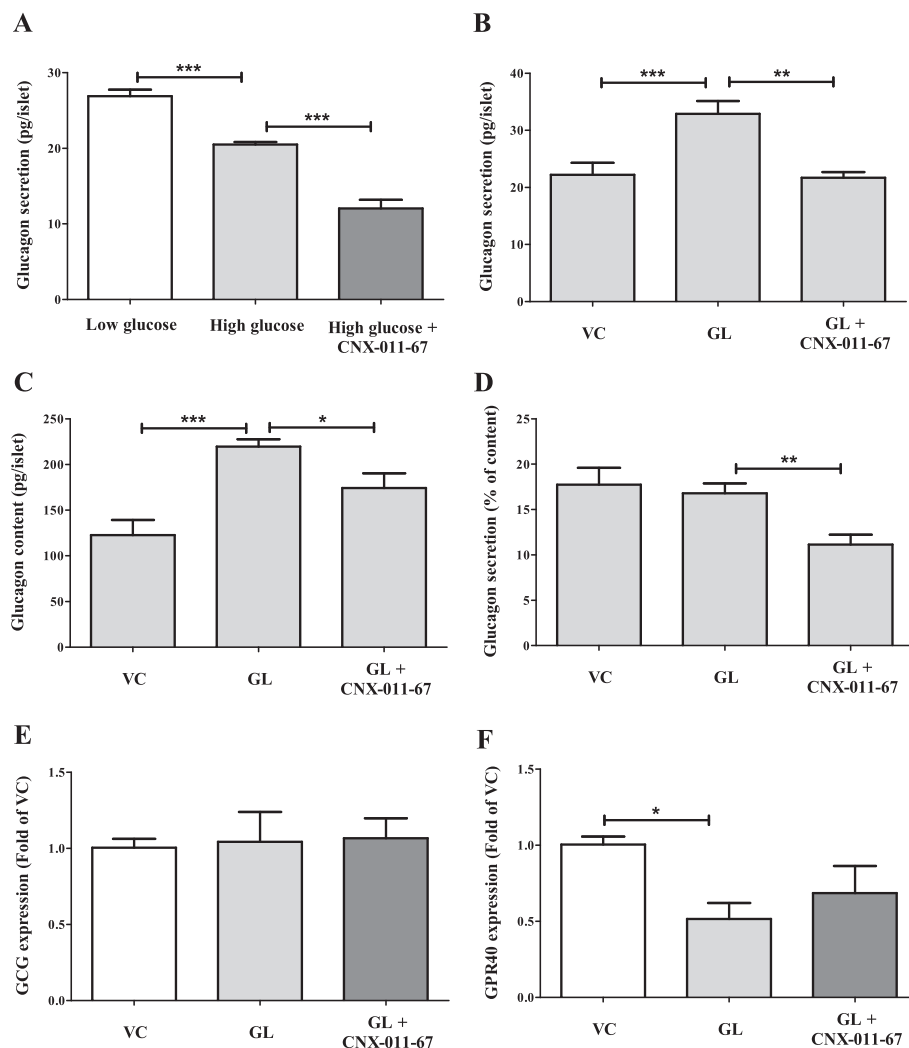 A
Glucagon secretion (pg/islet)
30
20
10
0
***
***
Low glucose
High glucose
High glucose +
CNX-011-67
B
Glucagon secretion (pg/islet)
40
30
20
10
0
***
**
VC
GL
GL +
CNX-011-67
C
Glucagon content (pg/islet)
250
200
150
100
50
0
***
*
VC
GL
GL +
CNX-011-67
D
Glucagon secretion (% of content)
25
20
15
10
5
0
**
VC
GL
GL +
CNX-011-67
E
GCG expression (Fold of VC)
1.5
1.0
0.5
0.0
VC
GL
GL +
CNX-011-67
F
GPR40 expression (Fold of VC)
1.5
1.0
0.5
0.0
*
VC
GL
GL +
CNX-011-67